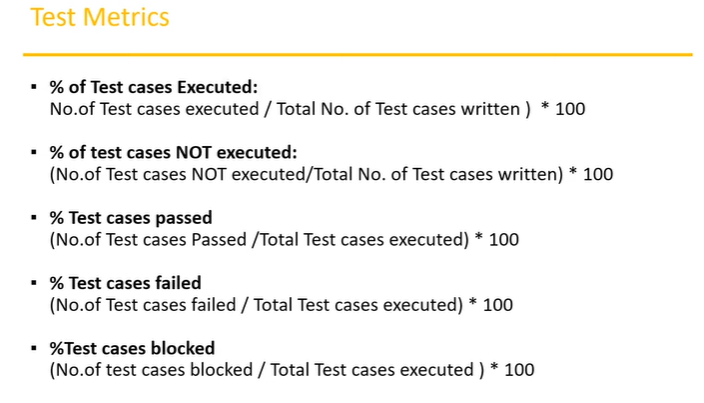 Test Metrics
▪ % of Test cases Executed:
No.of Test cases executed / Total No. of Test cases written ) * 100
▪ % of test cases NOT executed:
(No.of Test cases NOT executed/Total No. of Test cases written) * 100
▪ % Test cases passed
(No.of Test cases Passed /Total Test cases executed) * 100
▪ % Test cases failed
(No.of Test cases failed / Total Test cases executed) * 100
▪ %Test cases blocked
(No.of test cases blocked / Total Test cases executed ) * 100